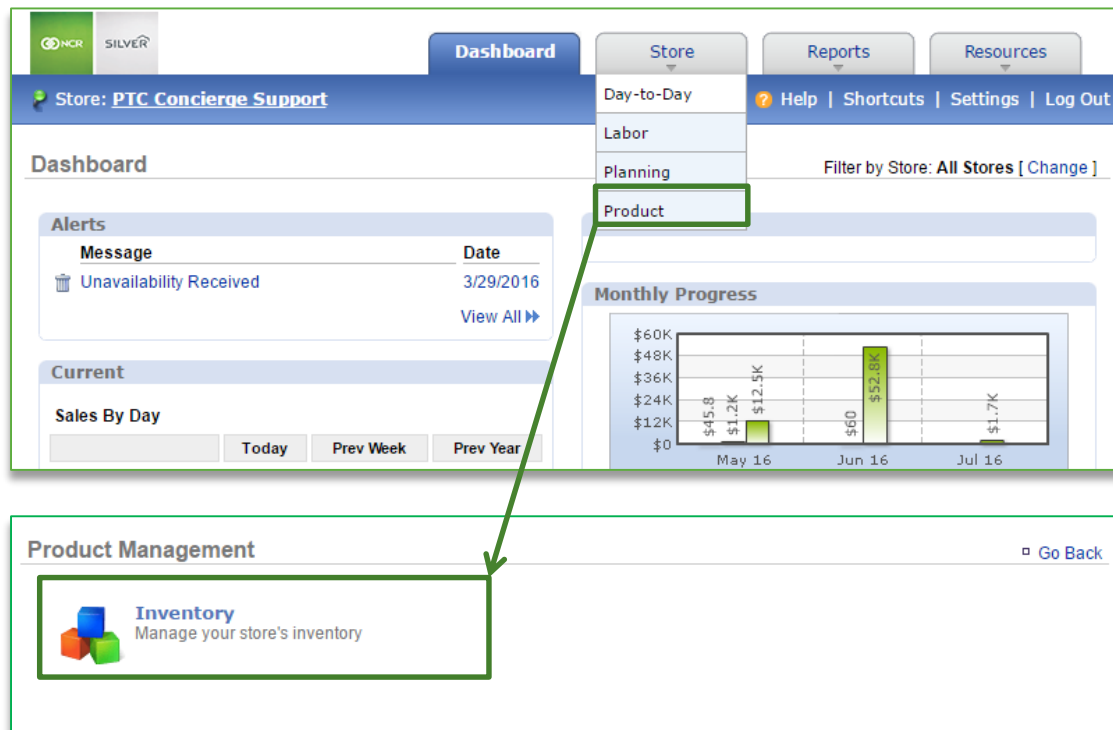 NCR SILVER
Dashboard Store Reports Resources
Store: PTC Concierge Support
Day-to-Day
? Help | Shortcuts | Settings | Log Out
Labor
Dashboard
Planning
Filter by Store: All Stores [ Change ]
Product
Alerts
Message Date
Unavailability Received 3/29/2016
View All
Monthly Progress
$60K
$48K
$36K
$24K
$12K
$0
$45.8
$1.2K
$12.5K
$60
$52.8K
$1.7K
May 16 Jun 16 Jul 16
Current
Sales By Day
Today Prev Week Prev Year
Product Management
Go Back
Inventory
Manage your store's inventory